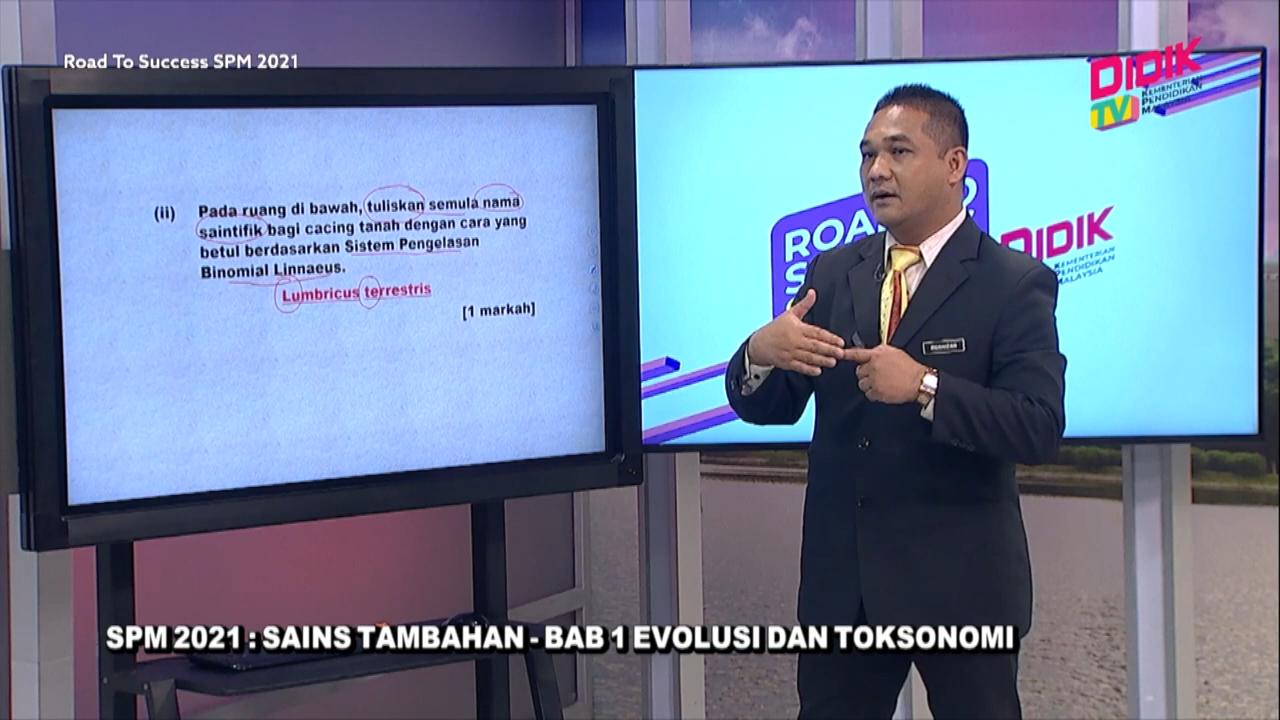 Road To Success SPM 2021
DIDIK
TV
KEMENTERIAN
PENDIDIKAN
(ii) Pada ruang di bawah, tuliskan semula nama
saintifik bagi cacing tanah dengan cara yang
betul berdasarkan Sistem Pengelasan
Binomial Linnaeus.
Lumbricus terrestris
[1 markah]
DIDIK
KEMENTERIAN
PENDIDIKAN
MALAYSIA
SPM 2021 : SAINS TAMBAHAN - BAB 1 EVOLUSI DAN TOKSONOMI